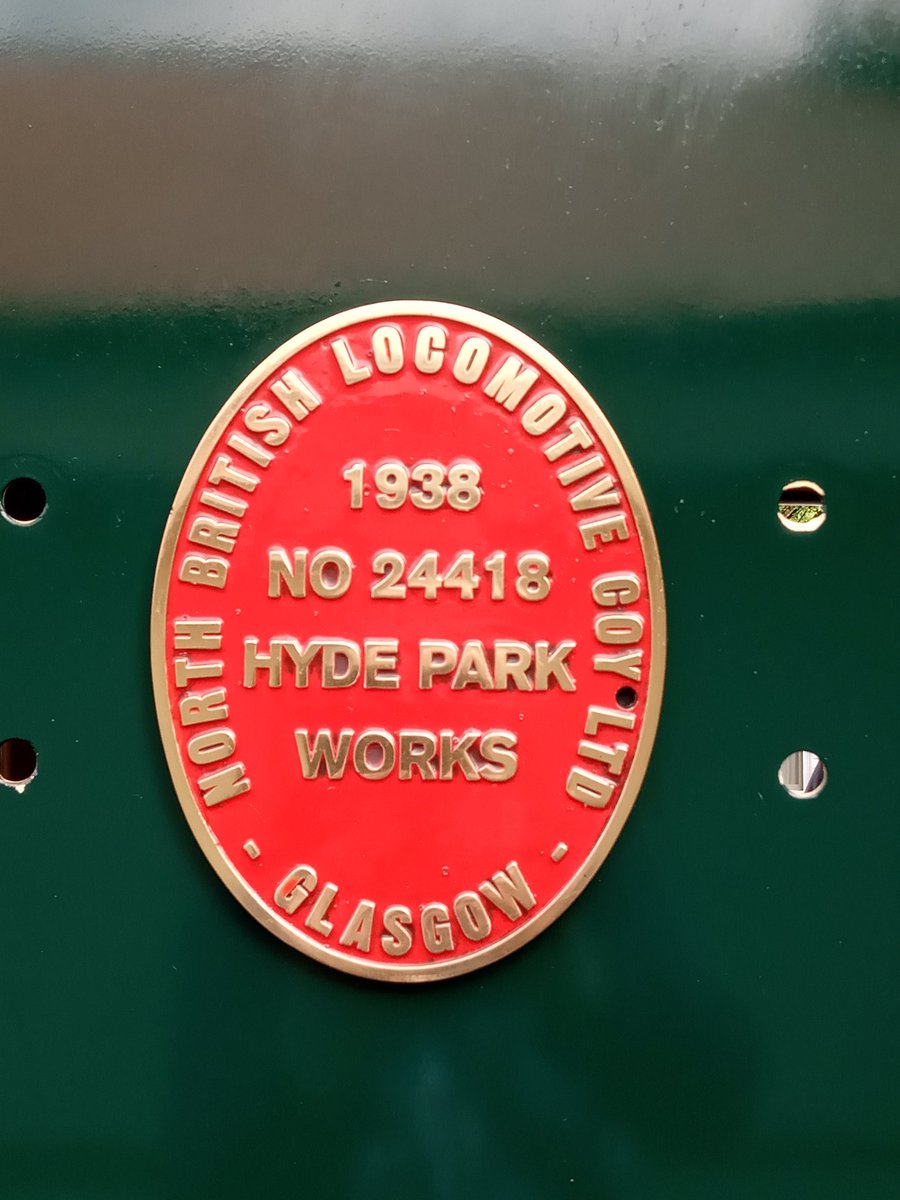 NORTH BRITISH LOCOMOTIVE COY LTD
1938
NO 24418
HYDE PARK
WORKS
- GLASGOW -